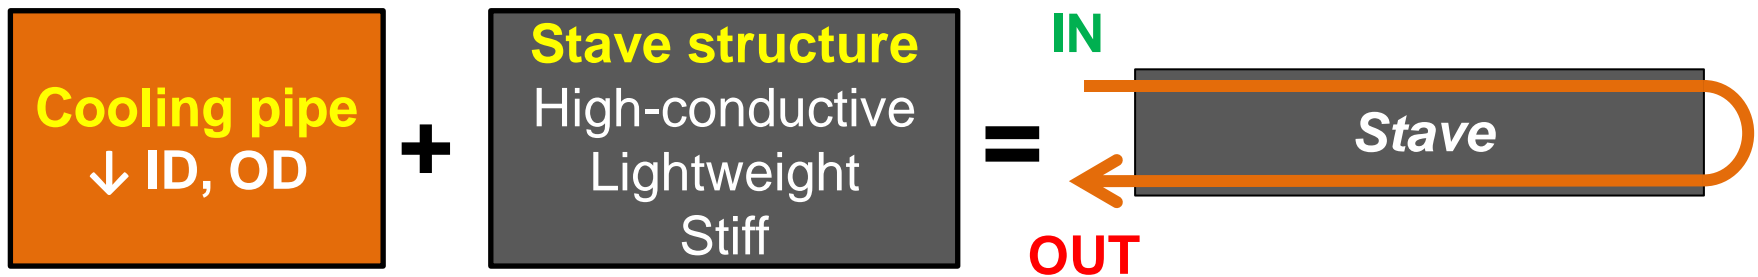 Cooling pipe
↓ ID, OD
+
Stave structure
High-conductive
Lightweight
Stiff
=
IN
Stave
OUT